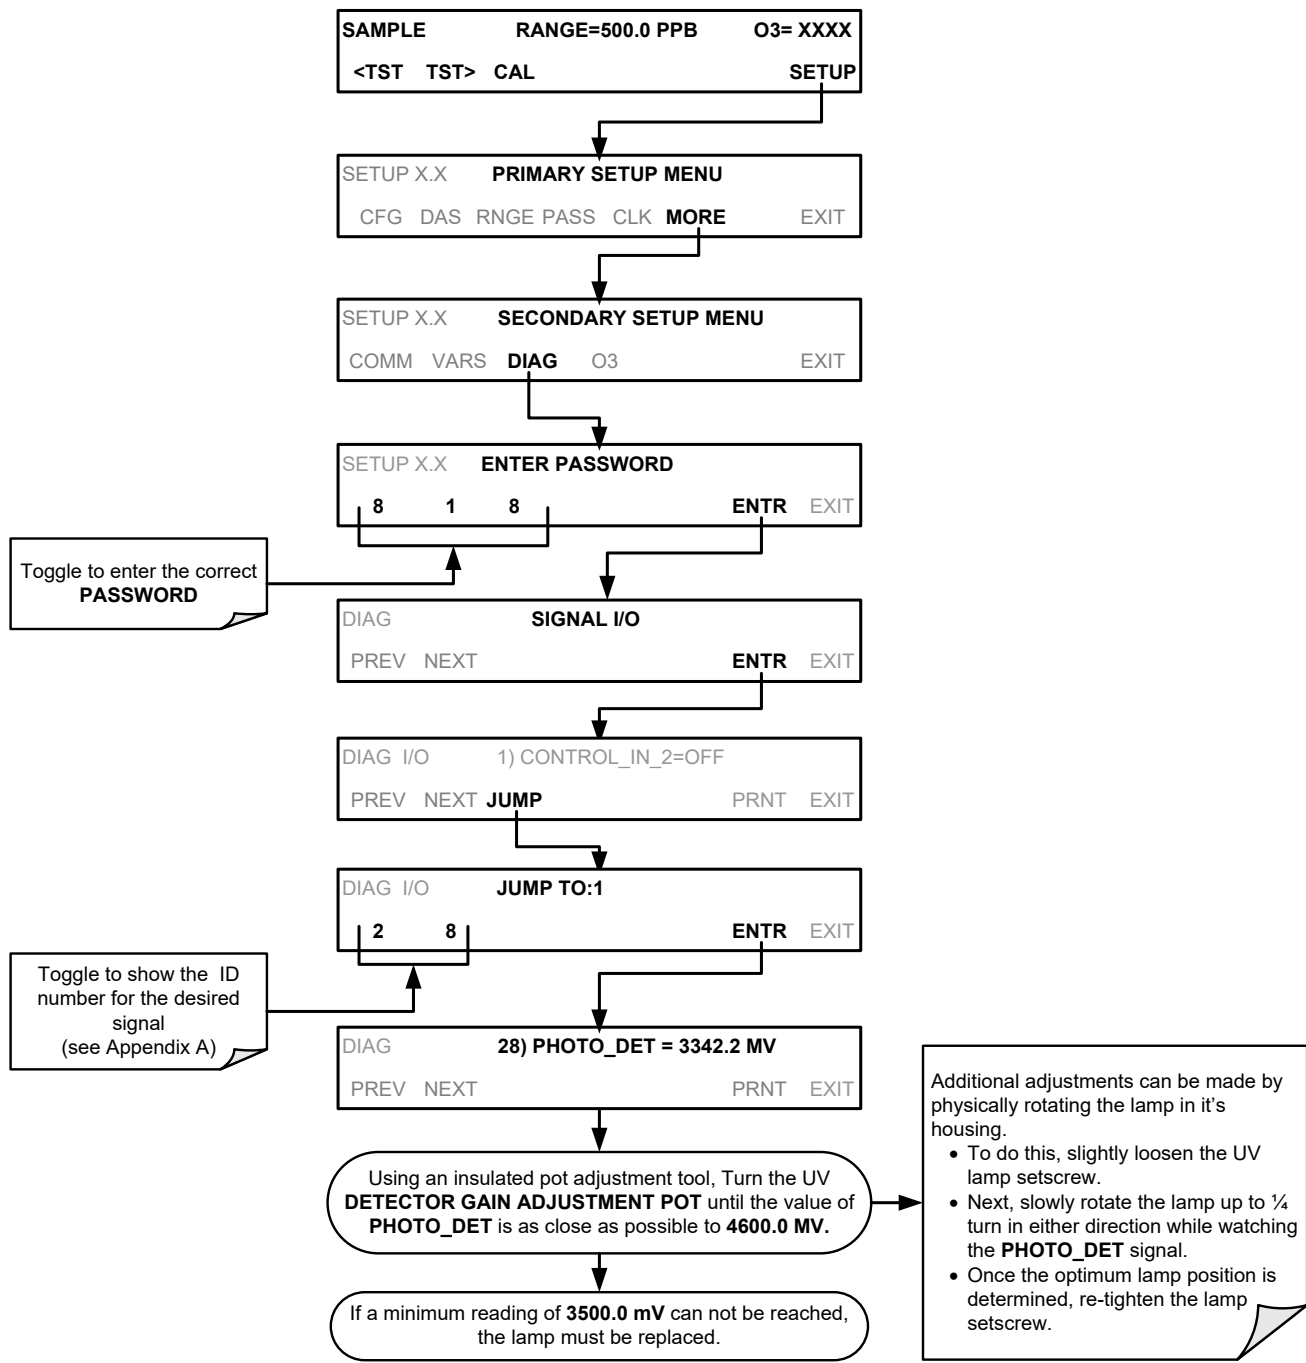 SAMPLE RANGE=500.0 PPB O3= XXXX
<TST TST> CAL SETUP
SETUP X.X PRIMARY SETUP MENU
CFG DAS RNGE PASS CLK MORE EXIT
SETUP X.X SECONDARY SETUP MENU
COMM VARS DIAG O3 EXIT
SETUP X.X ENTER PASSWORD
8 1 8 ENTR EXIT
Toggle to enter the correct
PASSWORD
DIAG SIGNAL I/O
PREV NEXT ENTR EXIT
DIAG I/O 1) CONTROL_IN_2=OFF
PREV NEXT JUMP PRNT EXIT
DIAG I/O JUMP TO:1
2 8 ENTR EXIT
Toggle to show the ID
number for the desired
signal
(see Appendix A)
DIAG 28) PHOTO_DET = 3342.2 MV
PREV NEXT PRNT EXIT
Using an insulated pot adjustment tool, Turn the UV
DETECTOR GAIN ADJUSTMENT POT until the value of
PHOTO_DET is as close as possible to 4600.0 MV.
If a minimum reading of 3500.0 mV can not be reached,
the lamp must be replaced.
Additional adjustments can be made by
physically rotating the lamp in it's
housing.
• To do this, slightly loosen the UV
lamp setscrew.
• Next, slowly rotate the lamp up to ¼
turn in either direction while watching
the PHOTO_DET signal.
• Once the optimum lamp position is
determined, re-tighten the lamp
setscrew.